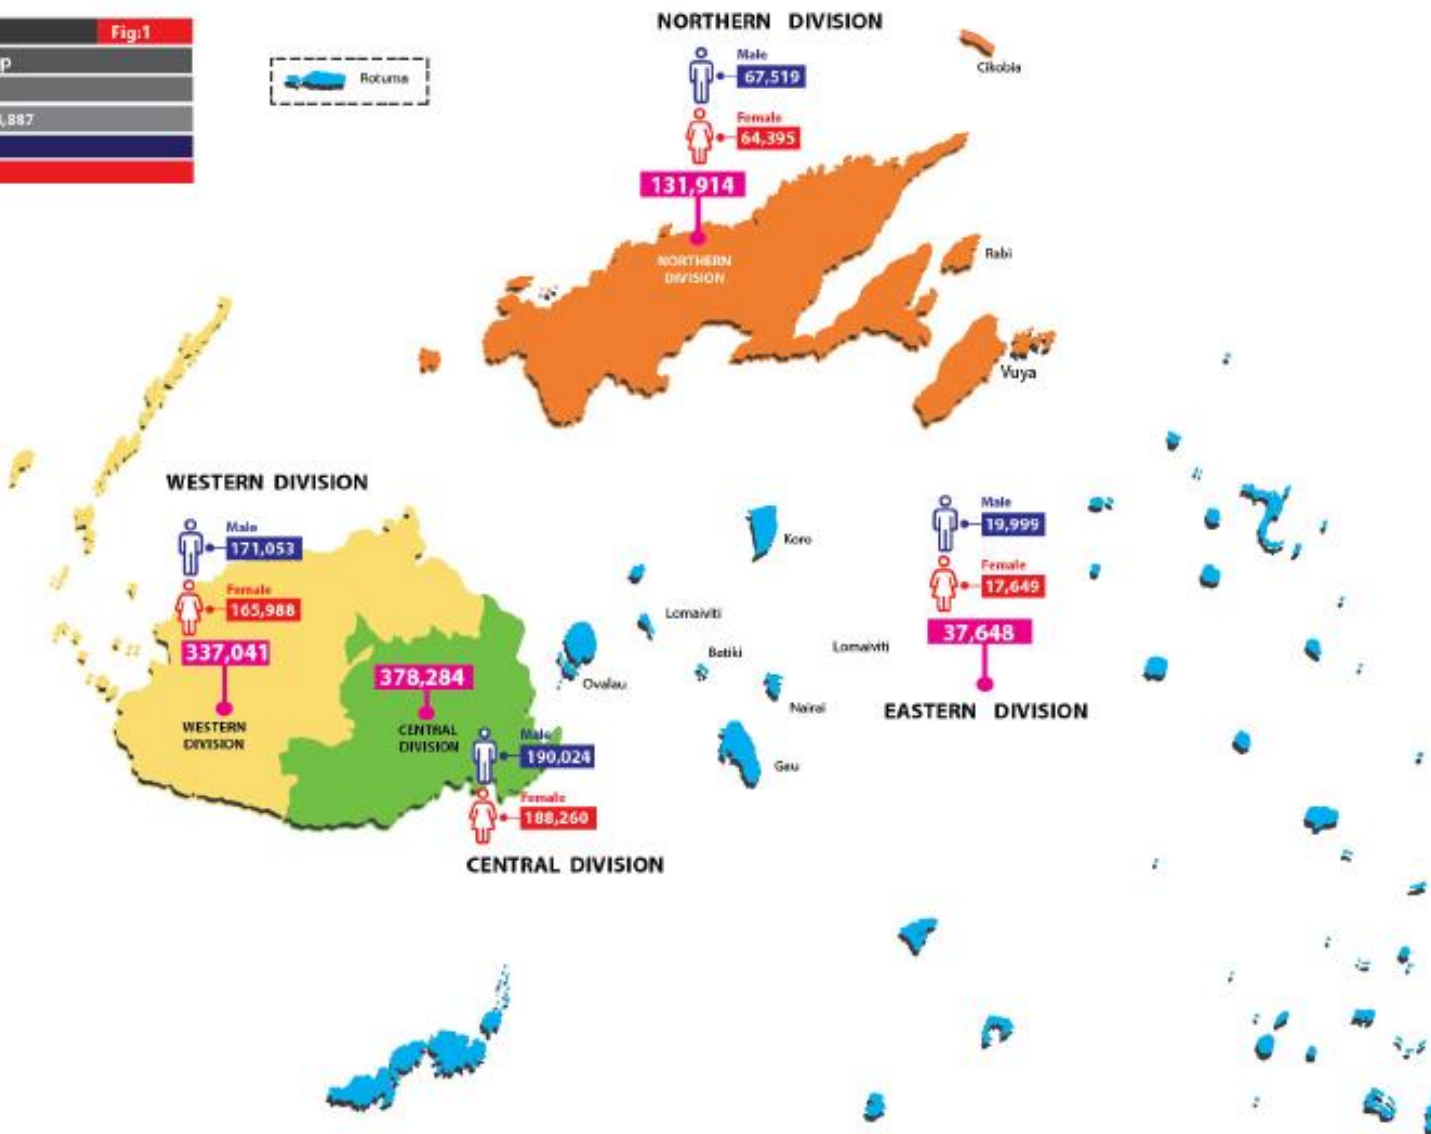 Fig:1
p
,887
Rotuma
NORTHERN DIVISION
Male
67,519
Female
64,395
131,914
NORTHERN
DIVISION
Cikobia
Rabi
Vuya
WESTERN DIVISION
Male
171,053
Female
165,988
337,041
WESTERN
DIVISION
378,284
CENTRAL
DIVISION
Male
190,024
Female
188,260
CENTRAL DIVISION
Koro
Lomaiviti
Batiki
Ovalau
Nairai
Gau
Lomaiviti
Male
19,999
Female
17,649
37,648
EASTERN DIVISION